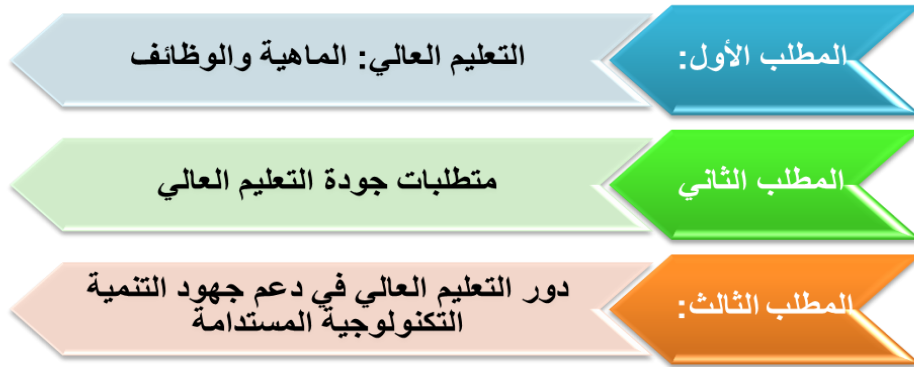 المطلب الأول:
التعليم العالي: الماهية والوظائف
المطلب الثاني
متطلبات جودة التعليم العالي
المطلب الثالث:
دور التعليم العالي في دعم جهود التنمية
التكنولوجية المستدامة